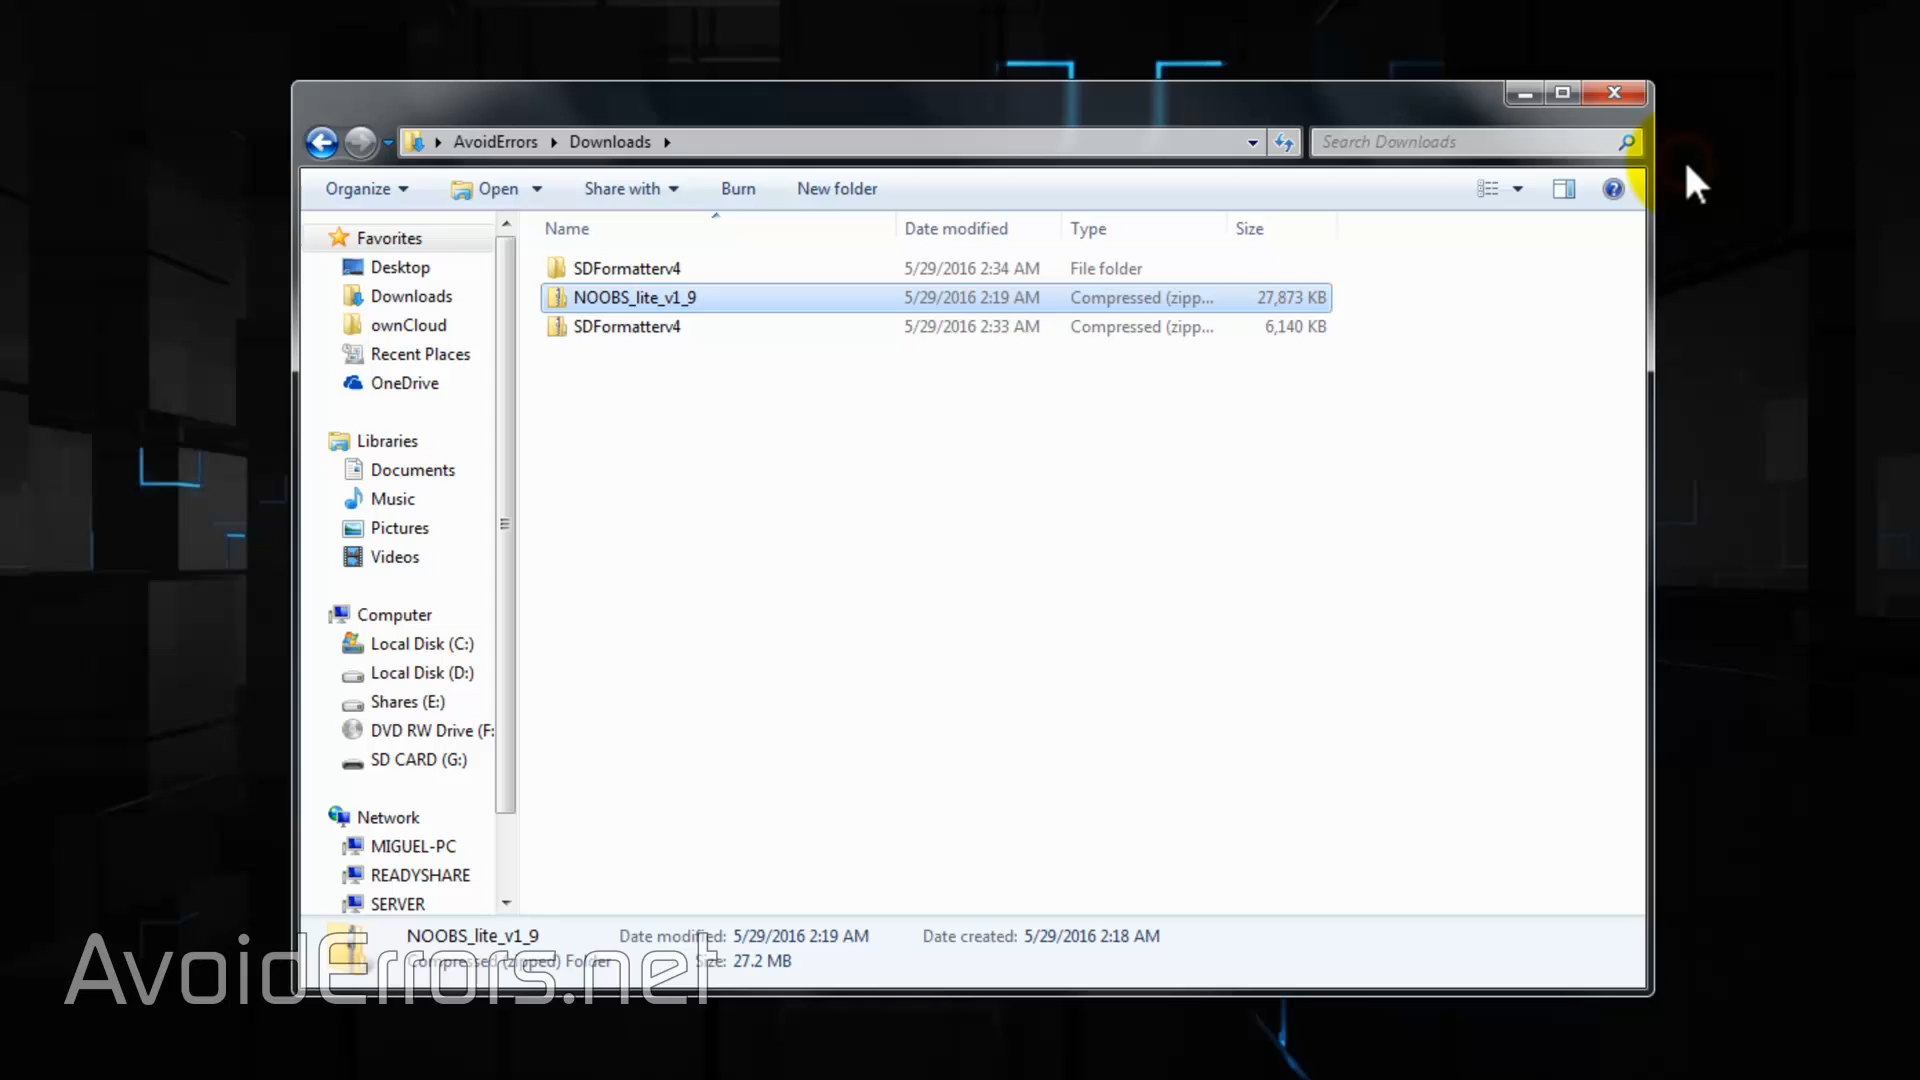 AvoidErrors Downloads Search Downloads
Organize Open Share with Burn New folder
Name Date modified Type Size
Favorites
Desktop
Downloads
ownCloud
Recent Places
OneDrive
Libraries
Documents
Music
Pictures
Videos
Computer
Local Disk (C:)
Local Disk (D:)
Shares (E:)
DVD RW Drive (F:
SD CARD (G:)
Network
MIGUEL-PC
READYSHARE
SERVER
SDFormatterv4 5/29/2016 2:34 AM File folder
NOOBS_lite_v1_9 5/29/2016 2:19 AM Compressed (zipp... 27,873 KB
SDFormatterv4 5/29/2016 2:33 AM Compressed (zipp... 6,140 KB
NOOBS_lite_v1_9 Date modified: 5/29/2016 2:19 AM Date created: 5/29/2016 2:18 AM
Compressed (zipped) Folder Size: 27.2 MB
AvoidErrors.net